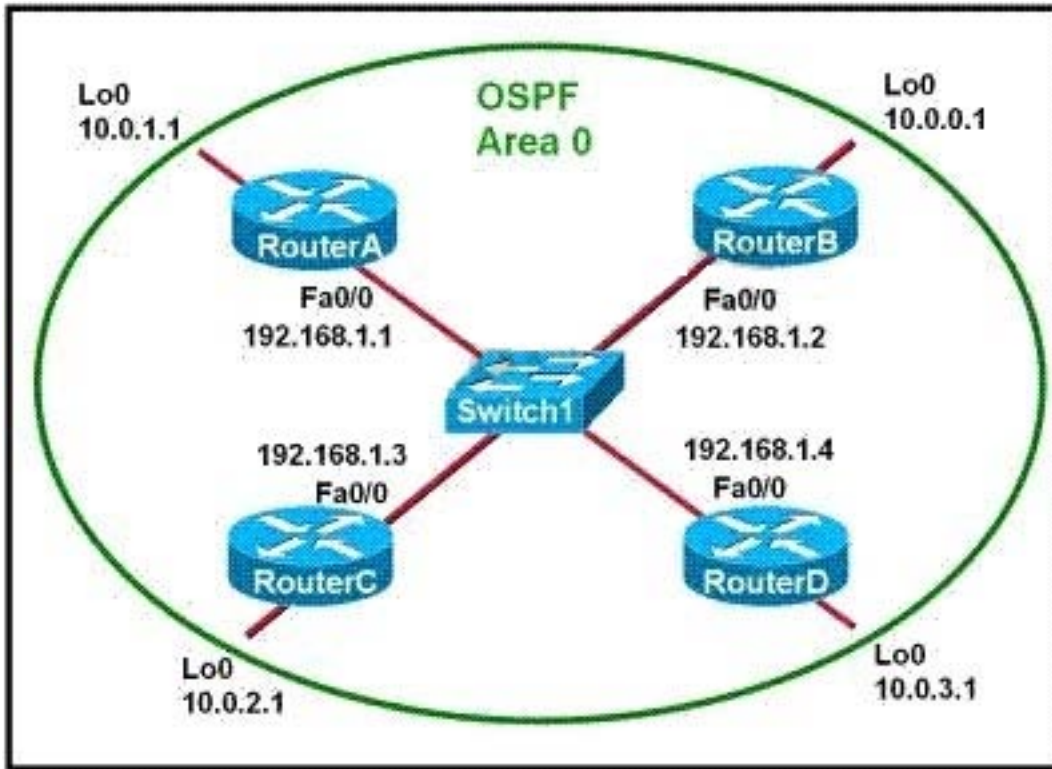 Lo0
10.0.1.1
OSPF
Area 0
Lo0
10.0.0.1
RouterA
RouterB
Fa0/0
192.168.1.1
Fa0/0
192.168.1.2
Switch1
192.168.1.3
Fa0/0
192.168.1.4
Fa0/0
RouterC
RouterD
Lo0
10.0.2.1
Lo0
10.0.3.1